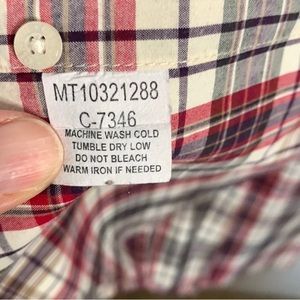 MT10321288
C-7346
MACHINE WASH COLD
TUMBLE DRY LOW
DO NOT BLEACH
WARM IRON IF NEEDED